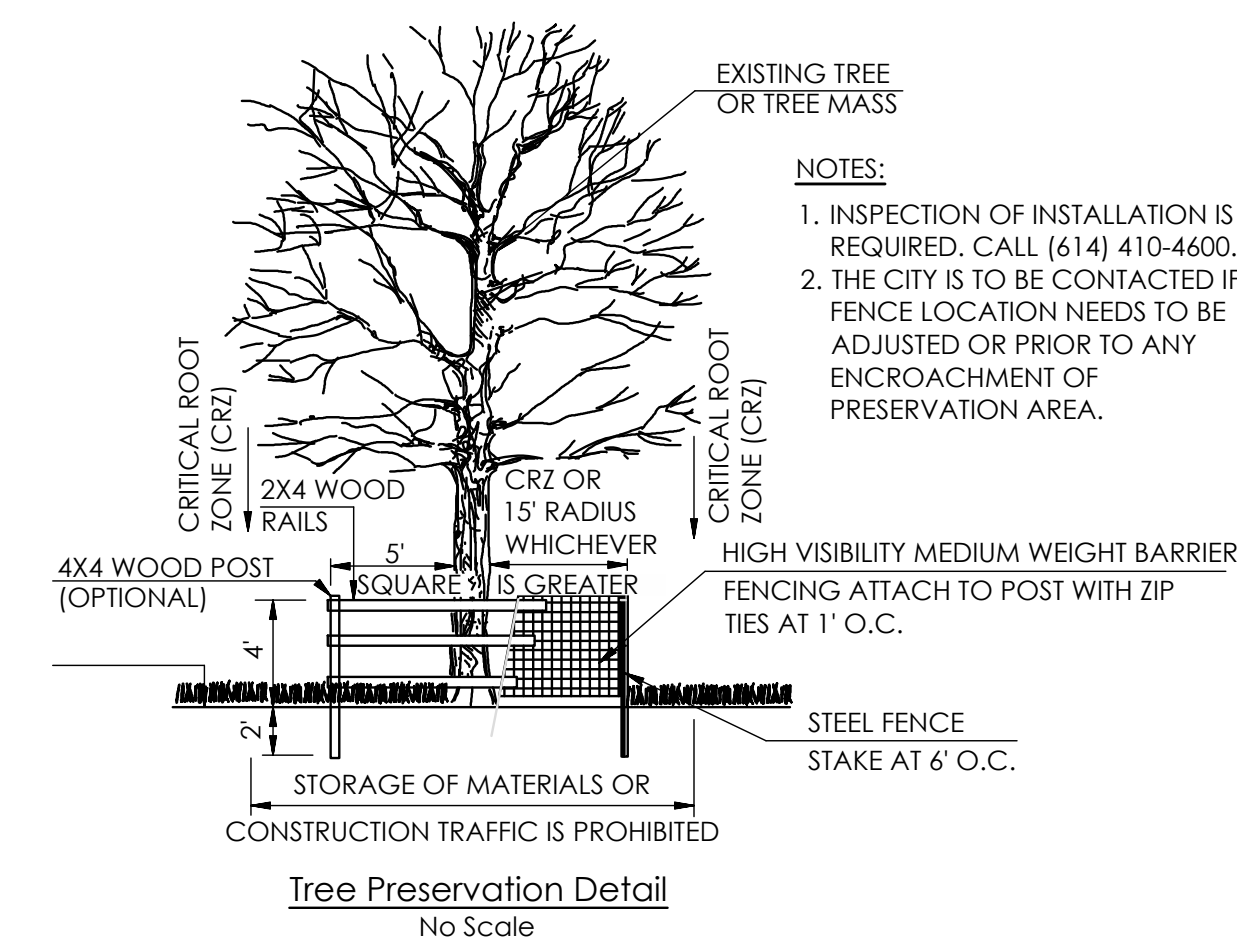 EXISTING TREE
OR TREE MASS
NOTES:
1. INSPECTION OF INSTALLATION IS
REQUIRED. CALL (614) 410-4600.
2. THE CITY IS TO BE CONTACTED IF
FENCE LOCATION NEEDS TO BE
ADJUSTED OR PRIOR TO ANY
ENCROACHMENT OF
PRESERVATION AREA.
CRITICAL ROOT
ZONE (CRZ)
CRITICAL ROOT
ZONE (CRZ)
2X4 WOOD
RAILS
CRZ OR
15' RADIUS
WHICHEVER
IS GREATER
5'
SQUARE
4X4 WOOD POST
(OPTIONAL)
HIGH VISIBILITY MEDIUM WEIGHT BARRIER
FENCING ATTACH TO POST WITH ZIP
TIES AT 1' O.C.
4'
2'
STEEL FENCE
STAKE AT 6' O.C.
STORAGE OF MATERIALS OR
CONSTRUCTION TRAFFIC IS PROHIBITED
Tree Preservation Detail
No Scale